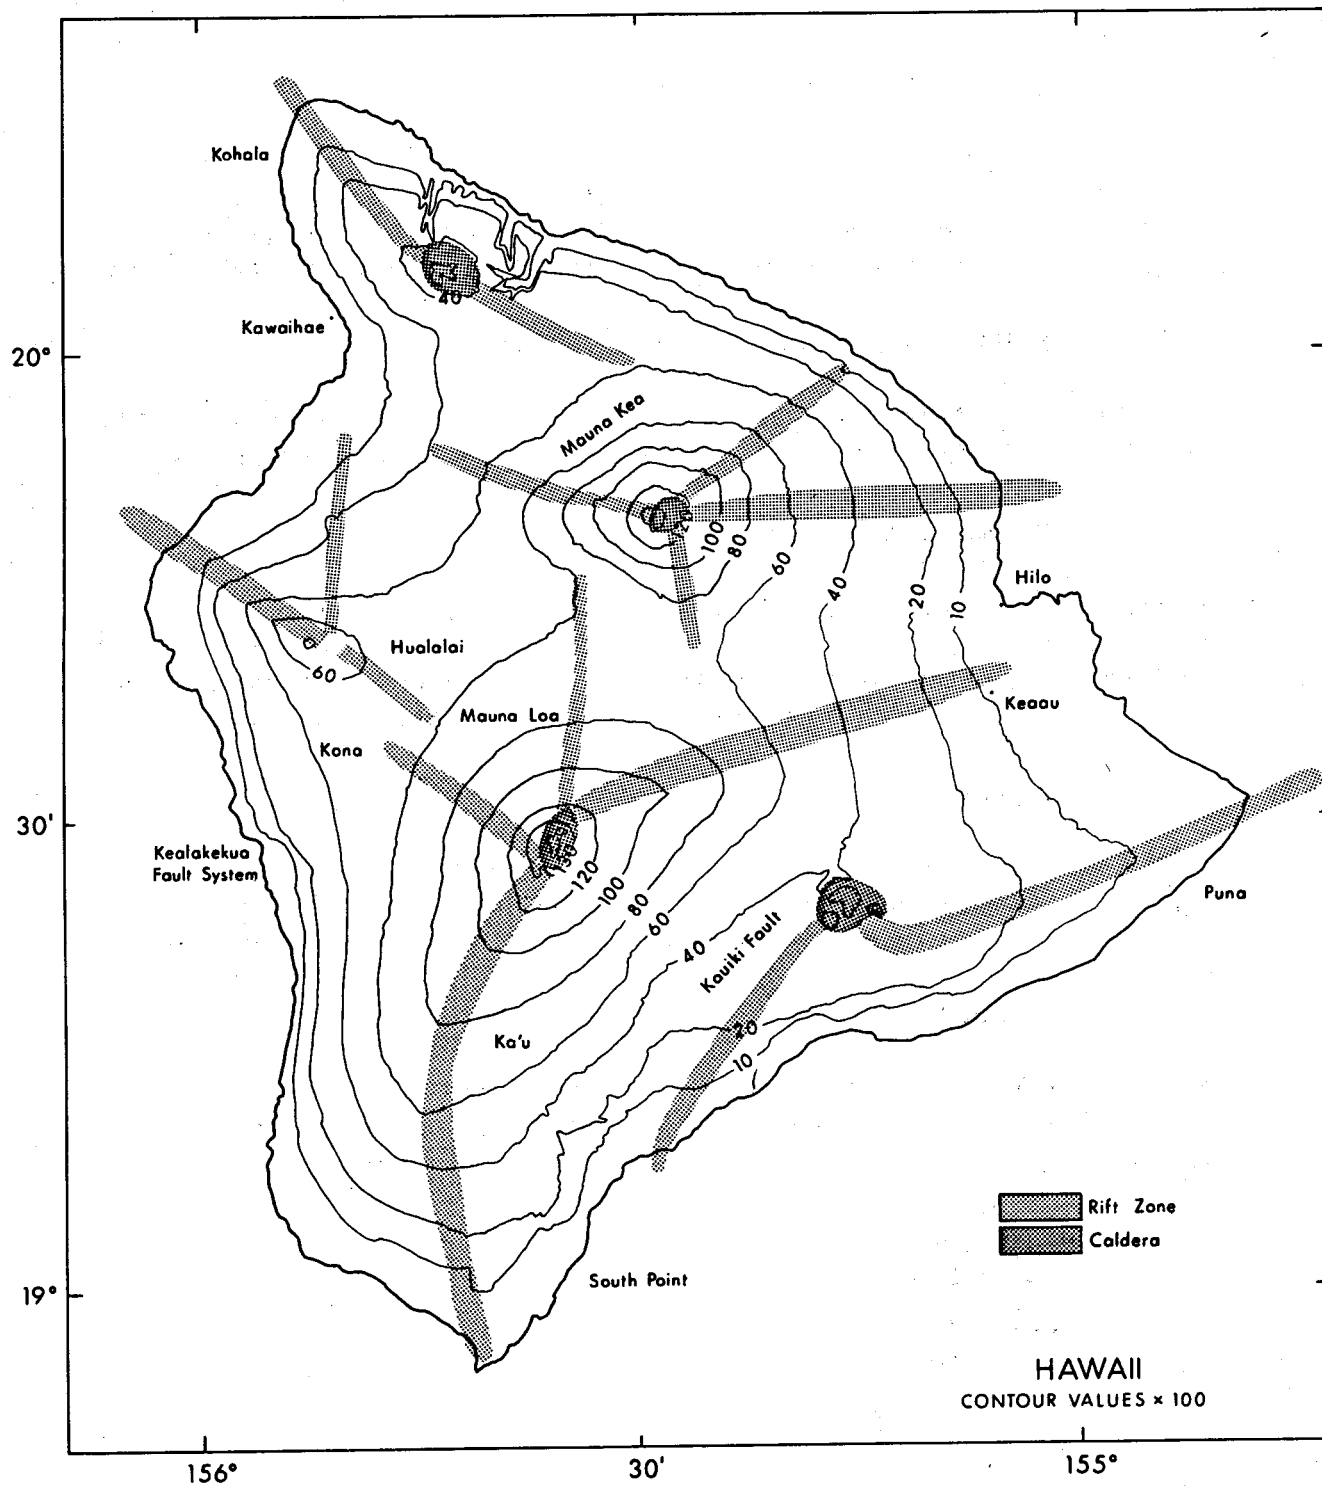 Kohala
40
Kawaihae
20°
Mauna Kea
120
100
80
60
40
20
10
Hilo
Hualalai
60
Keaau
Mauna Loa
Kona
30'
Kealakekua
Fault System
130
120
100
80
60
40
Kauiki Fault
Puna
20
10
Ka'u
Rift Zone
Caldera
South Point
19°
HAWAII
CONTOUR VALUES × 100
156°
30'
155°